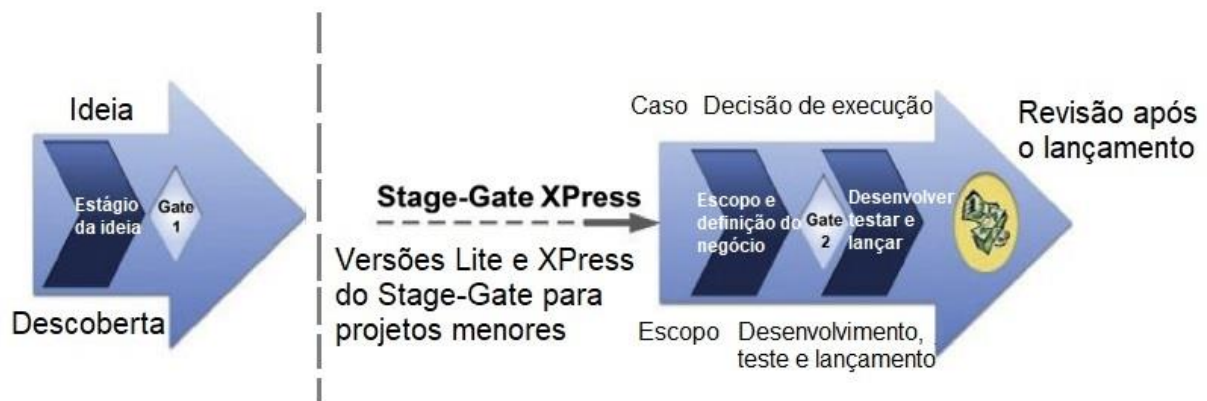 Ideia
Estágio
da ideia
Gate
1
Descoberta
Stage-Gate XPress
Versões Lite e XPress
do Stage-Gate para
projetos menores
Caso Decisão de execução
Escopo e
definição do
negócio
Gate
2
Desenvolver
testar e
lançar
Escopo Desenvolvimento,
teste e lançamento
Revisão após
o lançamento